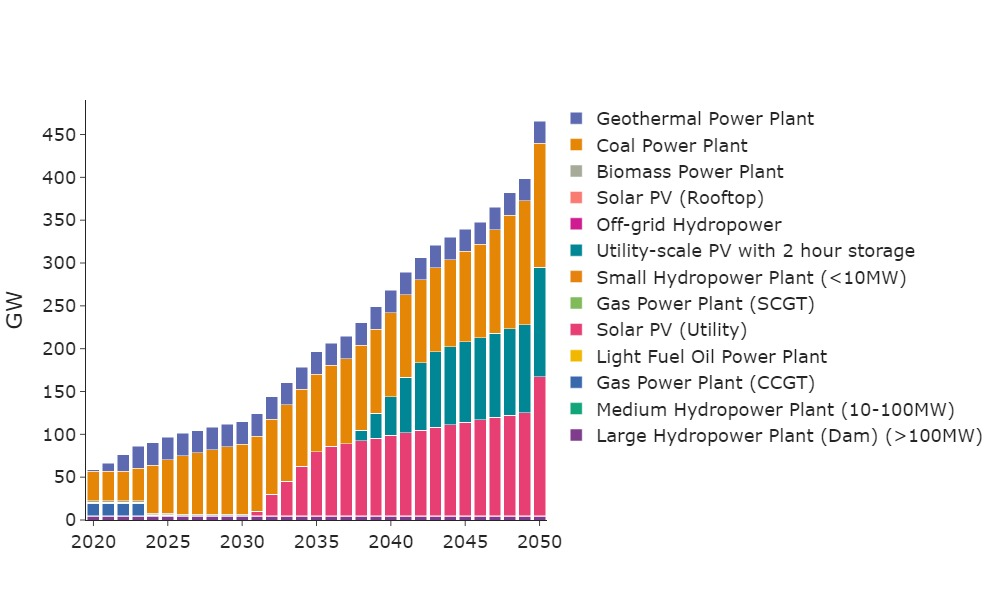 GW
450
400
350
300
250
200
150
100
50
0
2020 2025 2030 2035 2040 2045 2050
Geothermal Power Plant
Coal Power Plant
Biomass Power Plant
Solar PV (Rooftop)
Off-grid Hydropower
Utility-scale PV with 2 hour storage
Small Hydropower Plant (<10MW)
Gas Power Plant (SCGT)
Solar PV (Utility)
Light Fuel Oil Power Plant
Gas Power Plant (CCGT)
Medium Hydropower Plant (10-100MW)
Large Hydropower Plant (Dam) (>100MW)